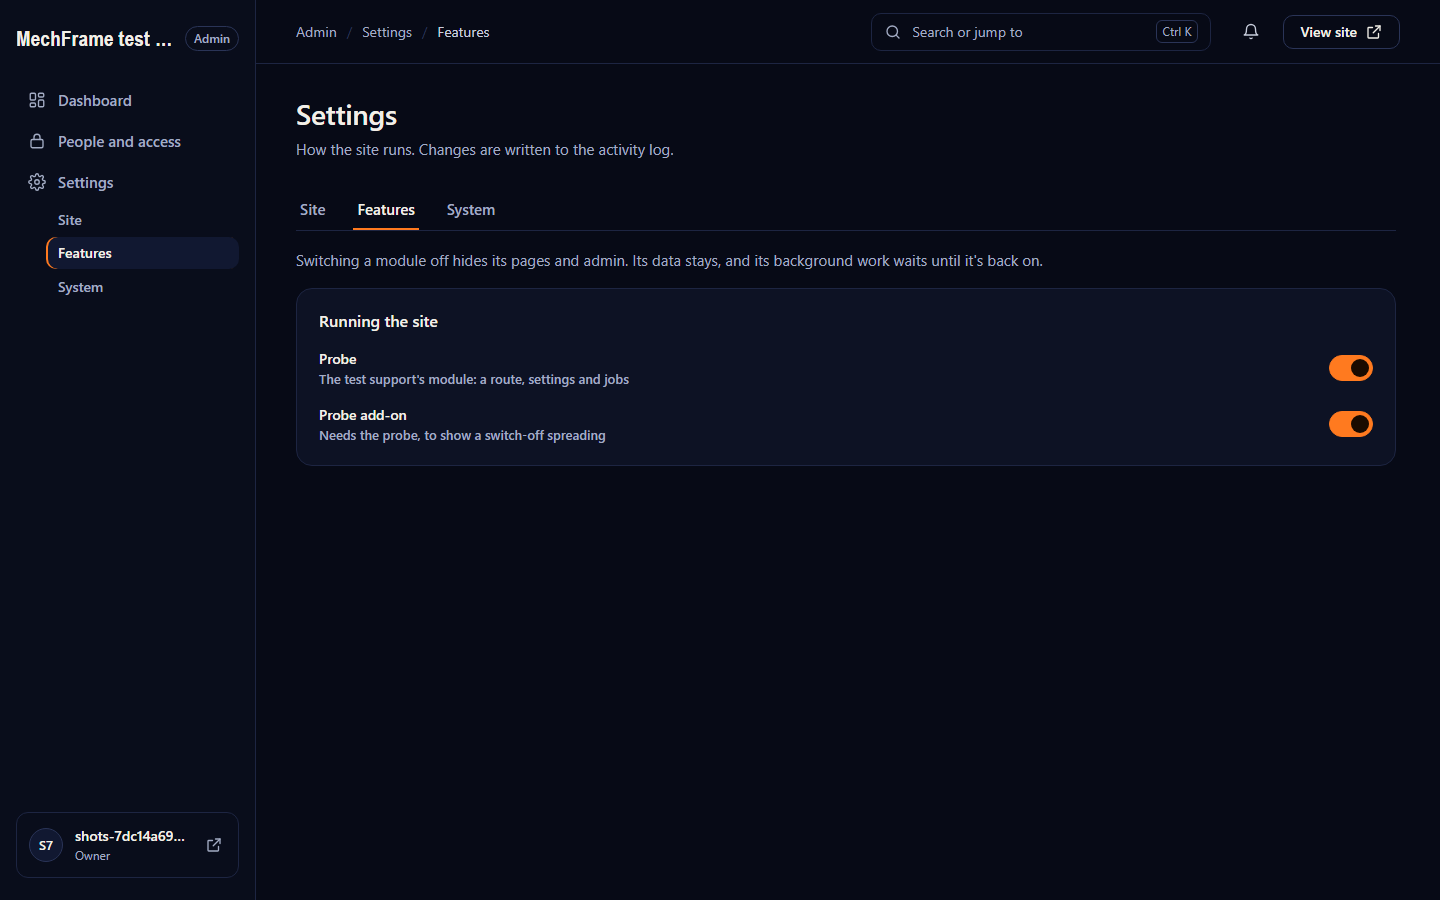 MechFrame test ...
Admin
Dashboard
People and access
Settings
Site
Features
System
S7
shots-7dc14a69...
Owner
Admin / Settings / Features
Search or jump to
Ctrl K
View site
Settings
How the site runs. Changes are written to the activity log.
Site
Features
System
Switching a module off hides its pages and admin. Its data stays, and its background work waits until it's back on.
Running the site
Probe
The test support's module: a route, settings and jobs
Probe add-on
Needs the probe, to show a switch-off spreading